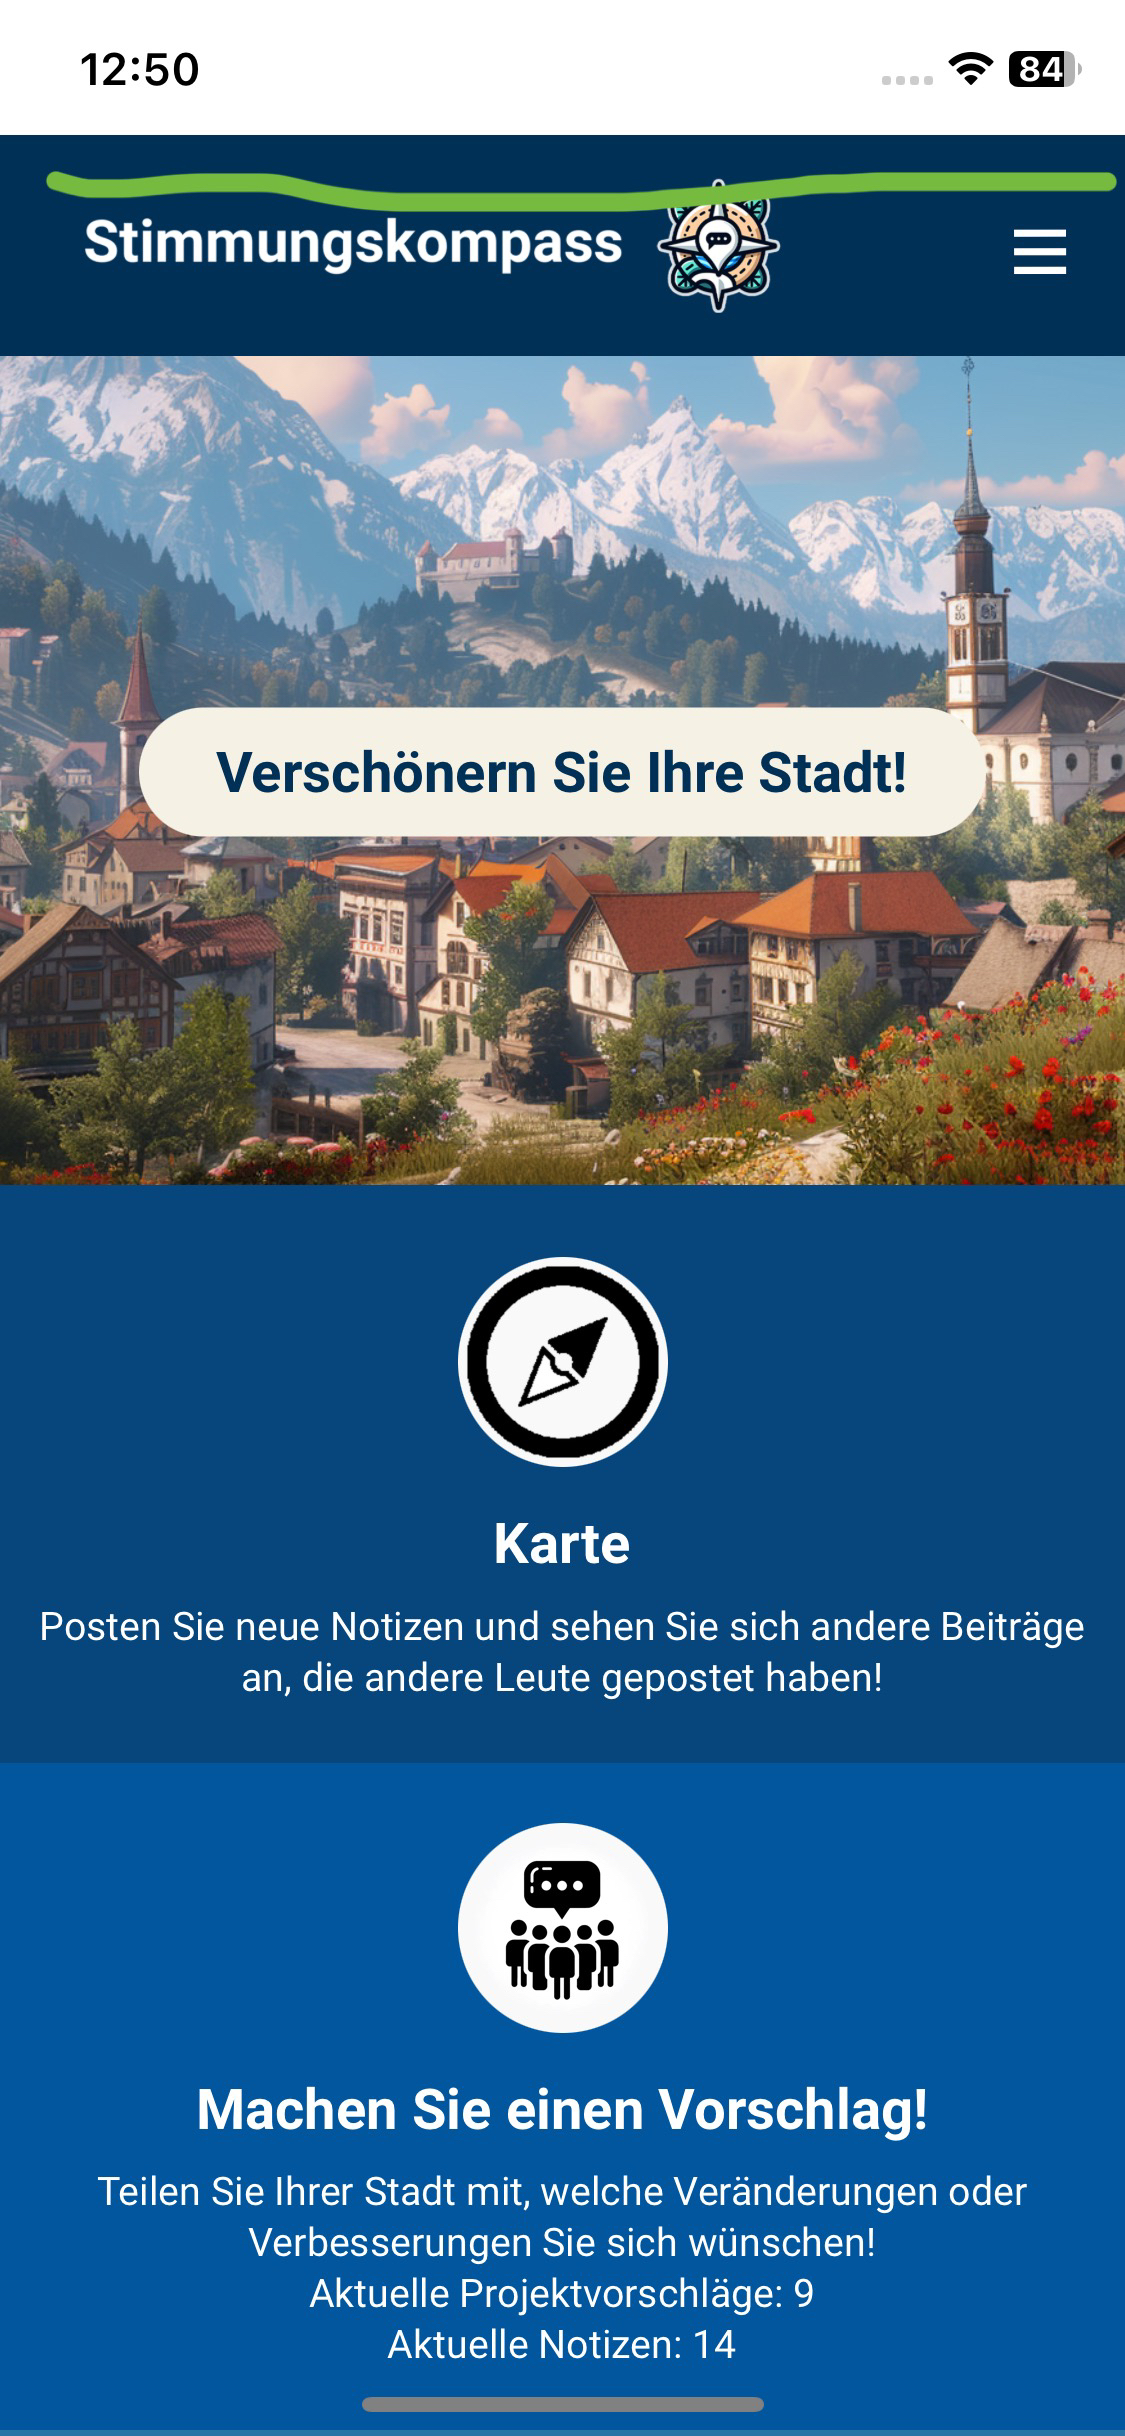 12:50
84
Stimmungskompass
Verschönern Sie Ihre Stadt!
Karte
Posten Sie neue Notizen und sehen Sie sich andere Beiträge
an, die andere Leute gepostet haben!
Machen Sie einen Vorschlag!
Teilen Sie Ihrer Stadt mit, welche Veränderungen oder
Verbesserungen Sie sich wünschen!
Aktuelle Projektvorschläge: 9
Aktuelle Notizen: 14